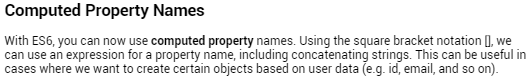 Computed Property Names
With ES6, you can now use computed property names. Using the square bracket notation [], we
can use an expression for a property name, including concatenating strings. This can be useful in
cases where we want to create certain objects based on user data (e.g. id, email, and so on).